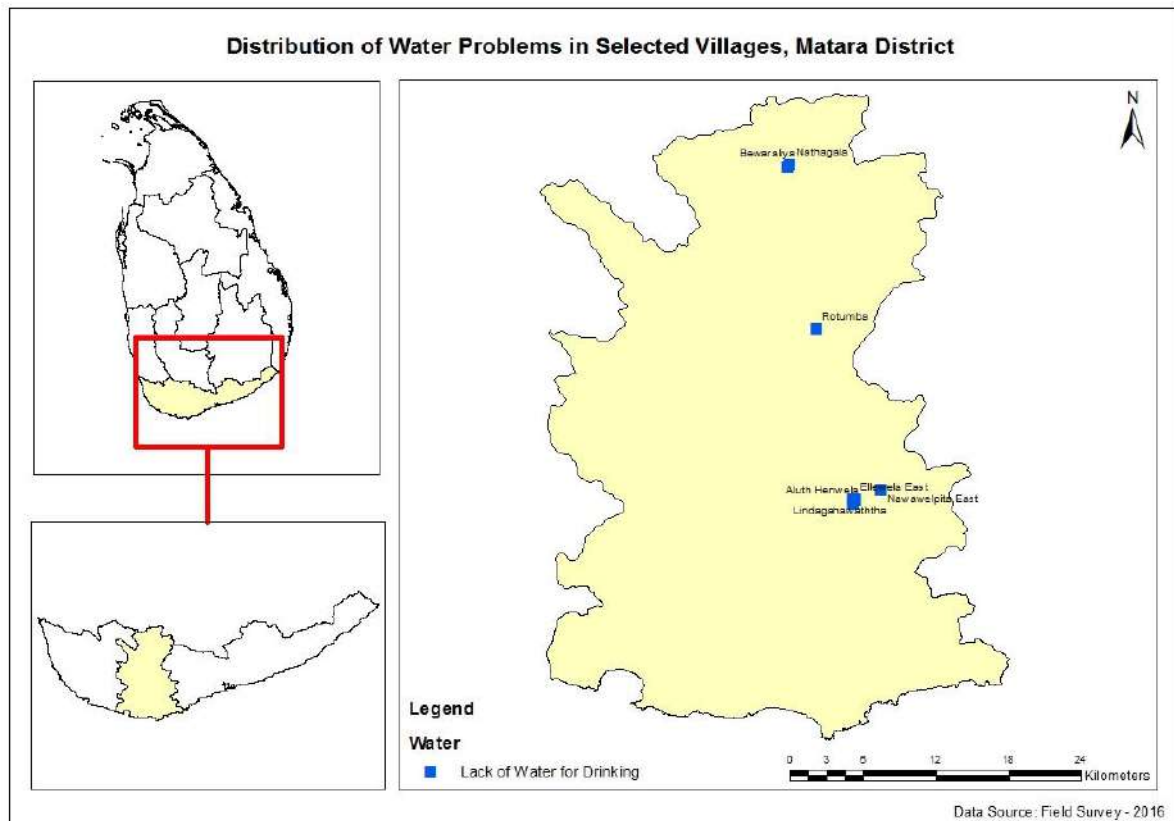 Distribution of Water Problems in Selected Villages, Matara District
N
Bewaraliya Nathagala
Rotumba
Aluth Henwela Ellewela East
Nawawelpita East
Lindagahawaththa
Legend
Water
Lack of Water for Drinking
0 3 6 12 18 24
Kilometers
Data Source: Field Survey - 2016